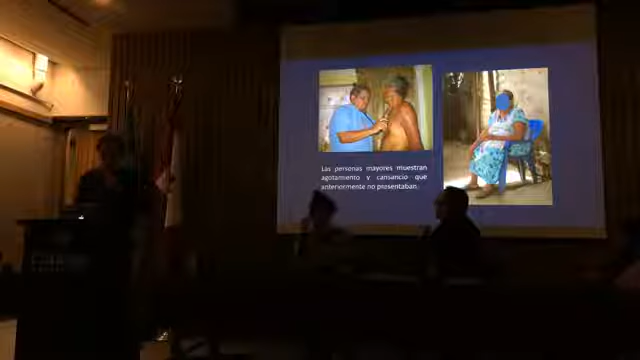 Las personas mayores muestran
agotamiento y cansancio que
anteriormente no presentaban.